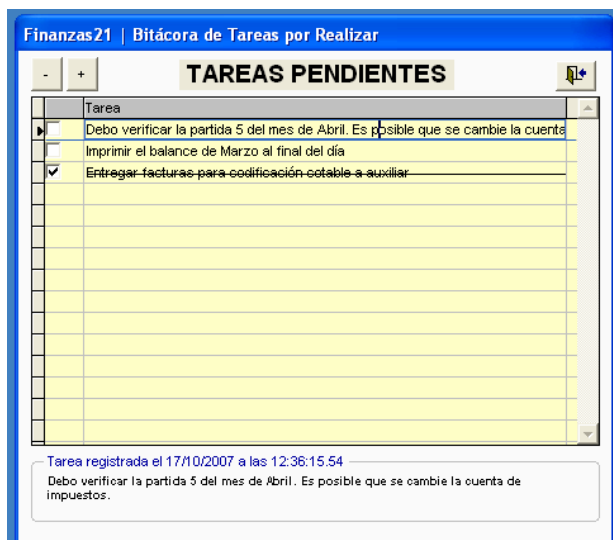 Finanzas21 | Bitácora de Tareas por Realizar
- + TAREAS PENDIENTES
Tarea
Debo verificar la partida 5 del mes de Abril. Es posible que se cambie la cuenta
Imprimir el balance de Marzo al final del día
Entregar facturas para codificación cotable a auxiliar
Tarea registrada el 17/10/2007 a las 12:36:15.54
Debo verificar la partida 5 del mes de Abril. Es posible que se cambie la cuenta de
impuestos.